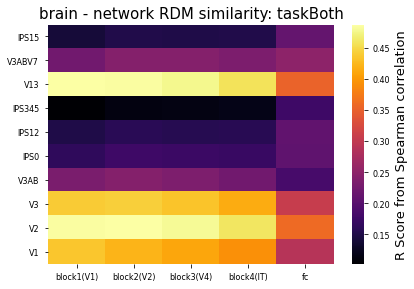 brain - network RDM similarity: taskBoth
IPS15
V3ABV7
V13
IPS345
IPS12
IPS0
V3AB
V3
V2
V1
block1(V1) block2(V2) block3(V4) block4(IT) fc
0.45
0.40
0.35
0.30
0.25
0.20
0.15
R Score from Spearman correlation